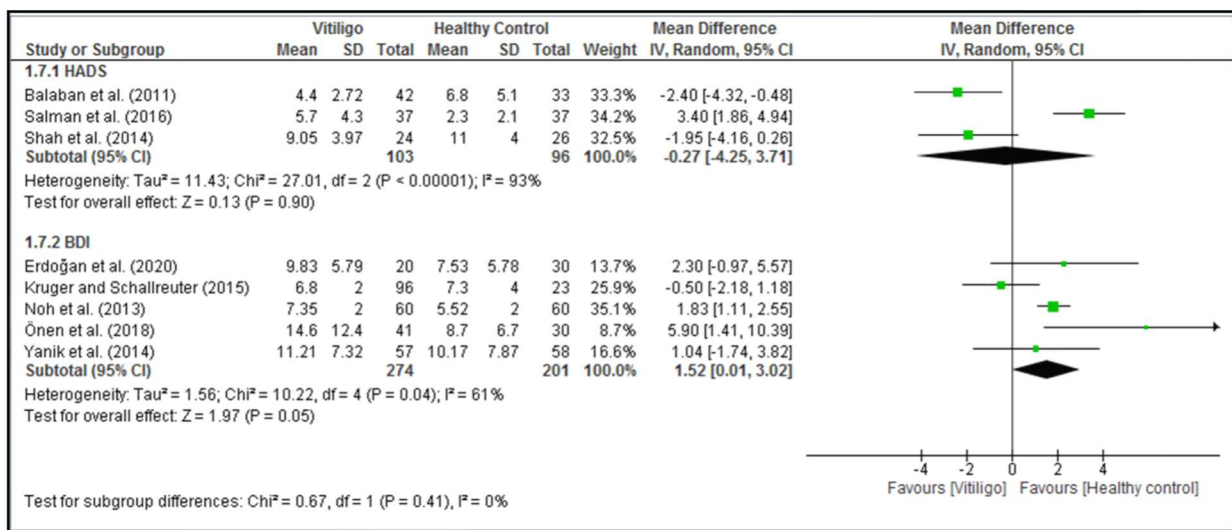 Vitiligo Healthy Control Mean Difference Mean Difference
Study or Subgroup Mean SD Total Mean SD Total Weight IV, Random, 95% CI IV, Random, 95% CI
1.7.1 HADS
Balaban et al. (2011) 4.4 2.72 42 6.8 5.1 33 33.3% -2.40 [-4.32, -0.48]
Salman et al. (2016) 5.7 4.3 37 2.3 2.1 37 34.2% 3.40 [1.86, 4.94]
Shah et al. (2014) 9.05 3.97 24 11 4 26 32.5% -1.95 [-4.16, 0.26]
Subtotal (95% CI) 103 96 100.0% -0.27 [-4.25, 3.71]
Heterogeneity: Tau² = 11.43; Chi² = 27.01, df = 2 (P < 0.00001); I² = 93%
Test for overall effect: Z = 0.13 (P = 0.90)
1.7.2 BDI
Erdoğan et al. (2020) 9.83 5.79 20 7.53 5.78 30 13.7% 2.30 [-0.97, 5.57]
Kruger and Schallreuter (2015) 6.8 2 96 7.3 4 23 25.9% -0.50 [-2.18, 1.18]
Noh et al. (2013) 7.35 2 60 5.52 2 60 35.1% 1.83 [1.11, 2.55]
Önen et al. (2018) 14.6 12.4 41 8.7 6.7 30 8.7% 5.90 [1.41, 10.39]
Yanik et al. (2014) 11.21 7.32 57 10.17 7.87 58 16.6% 1.04 [-1.74, 3.82]
Subtotal (95% CI) 274 201 100.0% 1.52 [0.01, 3.02]
Heterogeneity: Tau² = 1.56; Chi² = 10.22, df = 4 (P = 0.04); I² = 61%
Test for overall effect: Z = 1.97 (P = 0.05)
-4 -2 0 2 4
Favours [Vitiligo] Favours [Healthy control]
Test for subgroup differences: Chi² = 0.67, df = 1 (P = 0.41), I² = 0%